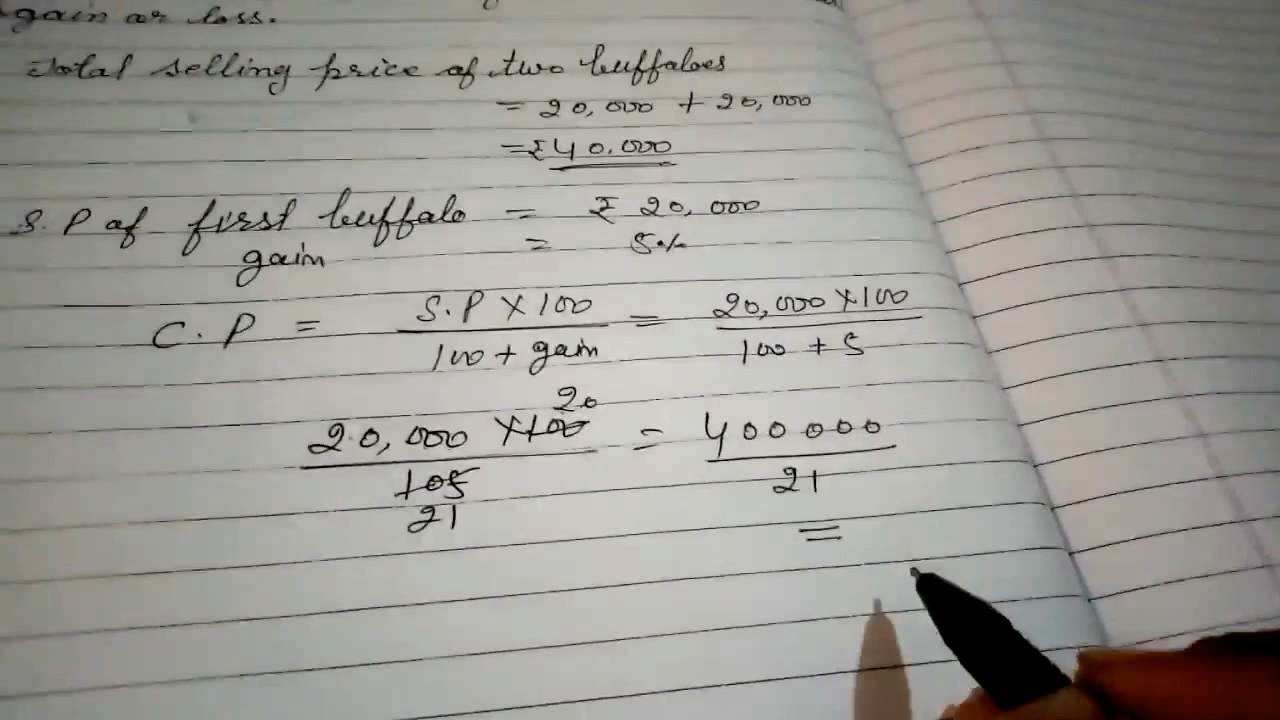 gain or loss.
Total selling price of two buffaloes
= 20,000 + 20,000
= ₹ 40.000
S.P of first buffalo = ₹ 20,000
gain = 5%
C.P = S.P × 100 / 100 + gain = 20,000 × 100 / 100 + 5
20
20,000 × 100 / 105 = 400000 / 21
21